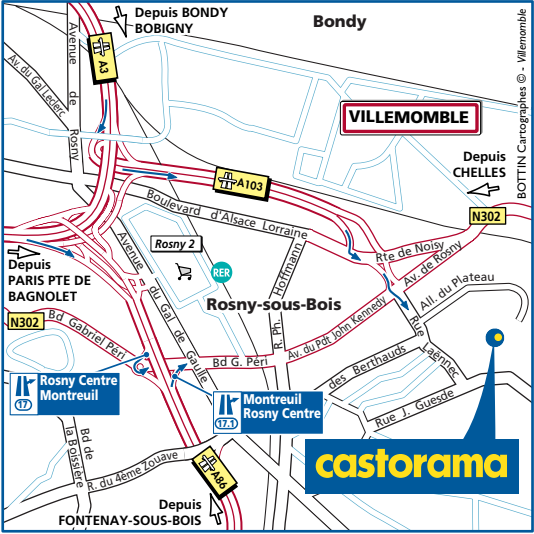 Depuis BONDY
BOBIGNY
Bondy
Avenue de Rosny
A3
Av. du Gal Leclerc
VILLEMOMBLE
BOTTIN Cartographes © - Villemomble
Depuis
CHELLES
A103
N302
Boulevard d'Alsace Lorraine
Rosny 2
Rte de Noisy
Av. de Rosny
Depuis
PARIS PTE DE
BAGNOLET
Avenue du Gal de Gaulle
RER
R. Ph. Hoffmann
All. du Plateau
Rosny-sous-Bois
N302
Bd Gabriel Péri
Av. du Pdt John Kennedy
Rue Laennec
Bd G. Péri
des Berthauds
Rosny Centre
Montreuil
17
Montreuil
Rosny Centre
17.1
Rue J. Guesde
Bd de
la Boissière
castorama
R. du 4ème Zouave
A86
Depuis
FONTENAY-SOUS-BOIS